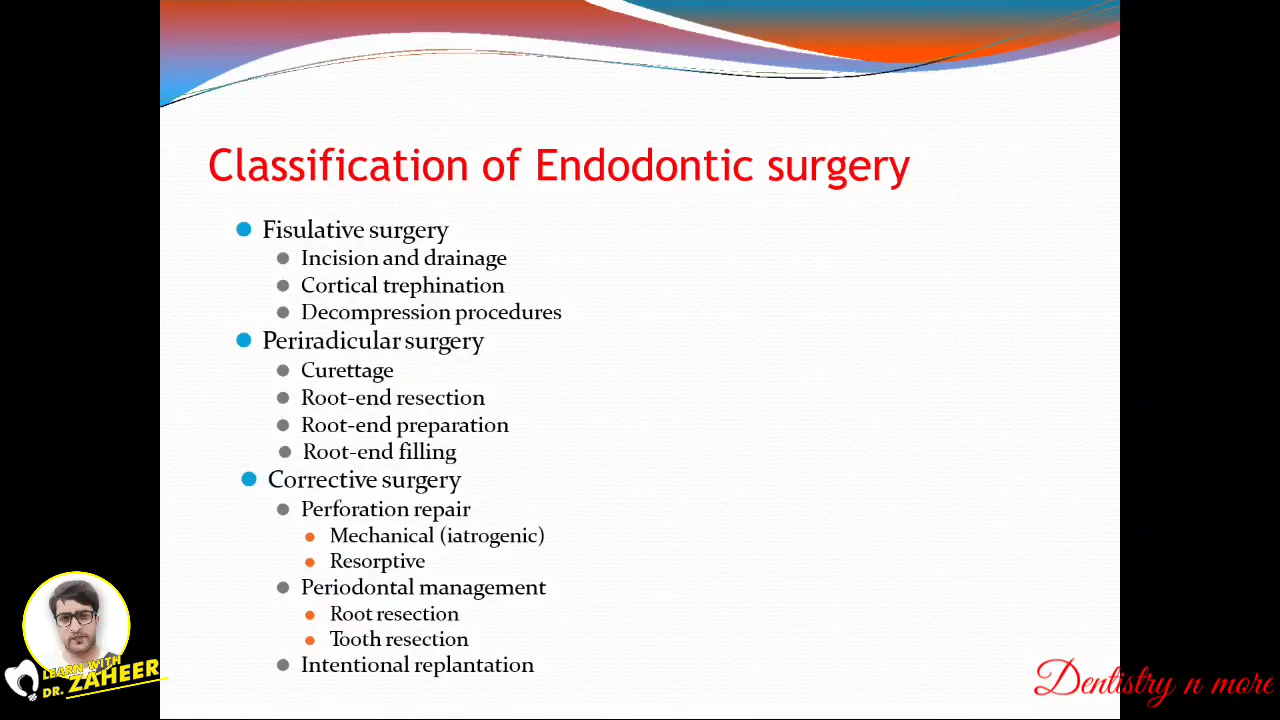 Classification of Endodontic surgery
Fisulative surgery
Incision and drainage
Cortical trephination
Decompression procedures
Periradicular surgery
Curettage
Root-end resection
Root-end preparation
Root-end filling
Corrective surgery
Perforation repair
Mechanical (iatrogenic)
Resorptive
Periodontal management
Root resection
Tooth resection
Intentional replantation
LEARN WITH
DR. ZAHEER
Dentistry n more